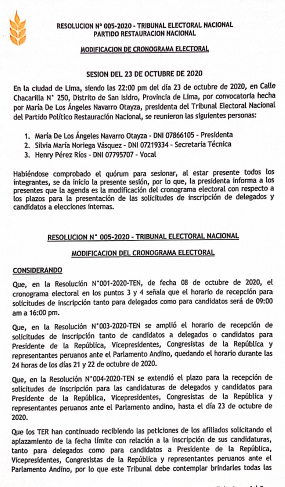 RESOLUCION Nº 005-2020 - TRIBUNAL ELECTORAL NACIONAL
PARTIDO RESTAURACION NACIONAL
MODIFICACION DE CRONOGRAMA ELECTORAL
SESION DEL 23 DE OCTUBRE DE 2020
En la ciudad de Lima, siendo las 22:00 pm del día 23 de octubre de 2020, en Calle
Chacarilla N° 250, Distrito de San Isidro, Provincia de Lima, por convocatoria hecha
por María De Los Ángeles Navarro Otayza, presidenta del Tribunal Electoral Nacional
del Partido Político Restauración Nacional, se reunieron las siguientes personas:
1. María De Los Ángeles Navarro Otayza - DNI 07866105 - Presidenta
2. Silvia María Noriega Vásquez - DNI 07219334 - Secretaria Técnica
3. Henry Pérez Ríos - DNI 07795707 - Vocal
Habiéndose comprobado el quórum para sesionar, al estar presente todos los
integrantes, se da inicio la presente sesión, por lo que, la presidenta informa a los
presentes que la agenda es la modificación del cronograma electoral con respecto a
los plazos para la presentación de las solicitudes de inscripción de delegados y
candidatos a elecciones internas.
RESOLUCION N° 005-2020 - TRIBUNAL ELECTORAL NACIONAL
MODIFICACION DEL CRONOGRAMA ELECTORAL
CONSIDERANDO
Que, en la Resolución N°001-2020-TEN, de fecha 08 de octubre de 2020, el
cronograma electoral en los puntos 3 y 4 señala que el horario de recepción para
solicitudes de inscripción tanto para delegados como para candidatos será de 09:00
am a 16:00 pm.
Que, en la Resolución N°003-2020-TEN se amplió el horario de recepción de
solicitudes de inscripción tanto de candidatos a delegados o candidatos para
Presidente de la República, Vicepresidentes, Congresistas de la República y
representantes peruanos ante el Parlamento Andino, quedando el horario durante las
24 horas de los días 21 y 22 de octubre de 2020.
Que, en la Resolución N°004-2020-TEN se extendió el plazo para la recepción de
solicitudes de inscripción para las candidaturas de delegados y candidatos para
Presidente de la República, Vicepresidentes, Congresistas de la República y
representantes peruanos ante el Parlamento andino, hasta el día 23 de octubre de
2020.
Que los TER han continuado recibiendo las peticiones de los afiliados solicitando el
aplazamiento de la fecha límite con relación a la inscripción de sus candidaturas,
tanto para delegados como para candidatos a Presidente de la República,
Vicepresidentes, Congresistas de la República y representantes peruanos ante el
Parlamento Andino, por lo que este Tribunal debe contemplar brindarles todas las